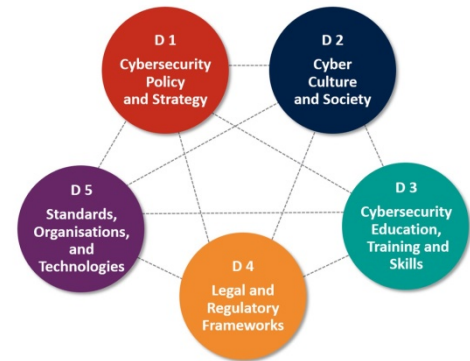 D 1
Cybersecurity
Policy
and Strategy
D 2
Cyber
Culture
and Society
D 3
Cybersecurity
Education,
Training and
Skills
D 4
Legal and
Regulatory
Frameworks
D 5
Standards,
Organisations,
and
Technologies